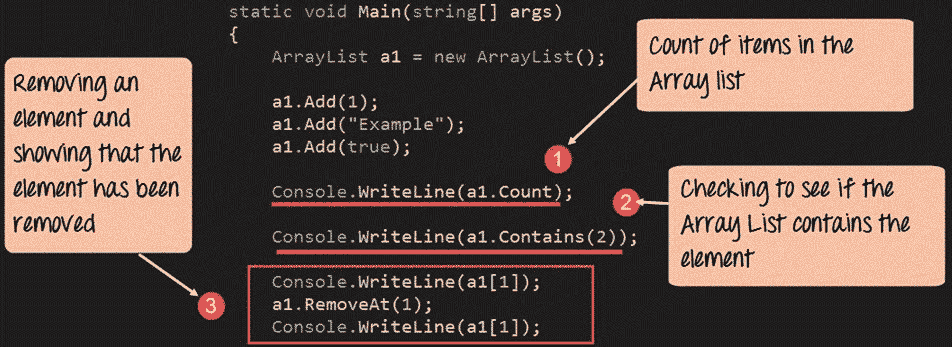 static void Main(string[] args)
{
ArrayList a1 = new ArrayList();
a1.Add(1);
a1.Add("Example");
a1.Add(true);
Console.WriteLine(a1.Count);
Console.WriteLine(a1.Contains(2));
Console.WriteLine(a1[1]);
a1.RemoveAt(1);
Console.WriteLine(a1[1]);
Count of items in the
Array list
1
Checking to see if the
Array List contains the
element
2
Removing an
element and
showing that the
element has been
removed
3